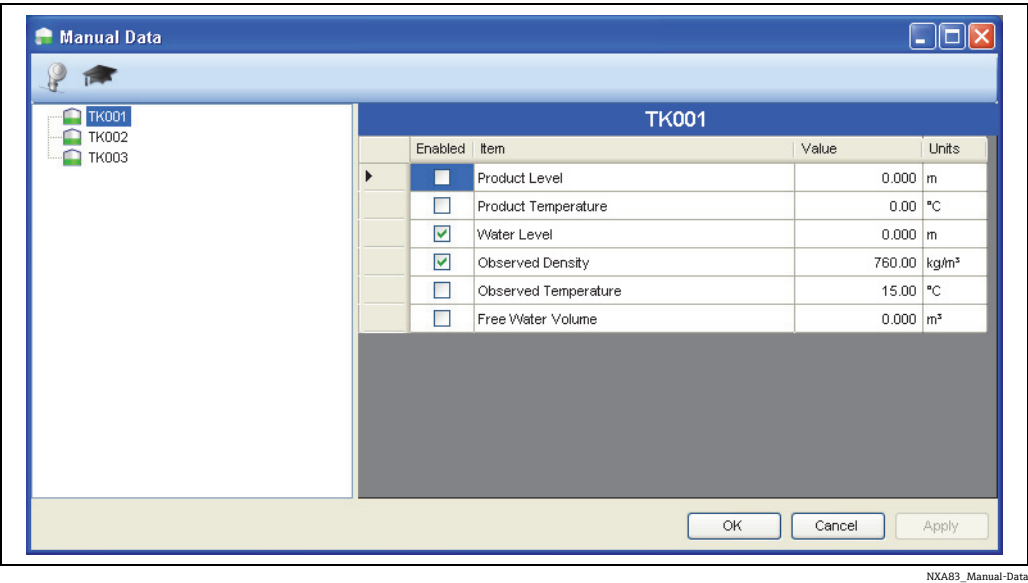 Manual Data
TK001
TK002
TK003
TK001
Enabled Item Value Units
Product Level 0.000 m
Product Temperature 0.00 °C
Water Level 0.000 m
Observed Density 760.00 kg/m³
Observed Temperature 15.00 °C
Free Water Volume 0.000 m³
OK Cancel Apply
NXA83_Manual-Data